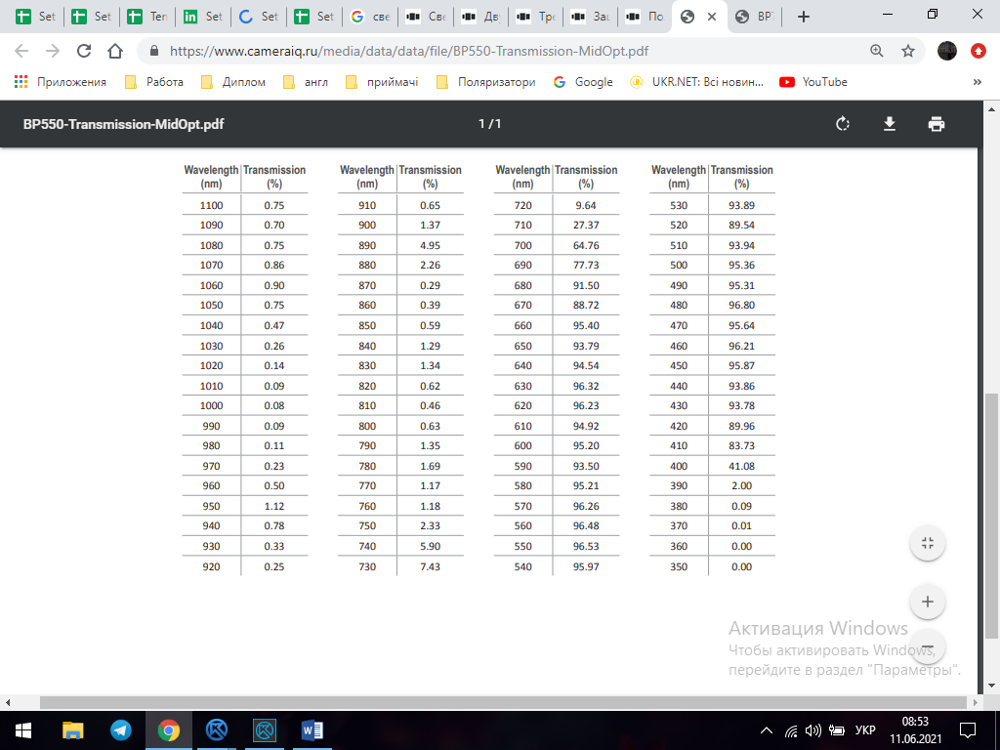 Set Set Ten Set Set Set све Све Дв Тре Заг По BP
https://www.cameraiq.ru/media/data/data/file/BP550-Transmission-MidOpt.pdf
Приложения Работа Диплом англ приймачі Поляризатори Google UKR.NET: Всі новин... YouTube »
BP550-Transmission-MidOpt.pdf 1 / 1
Wavelength Transmission Wavelength Transmission Wavelength Transmission Wavelength Transmission
(nm) (%) (nm) (%) (nm) (%) (nm) (%)
1100 0.75 910 0.65 720 9.64 530 93.89
1090 0.70 900 1.37 710 27.37 520 89.54
1080 0.75 890 4.95 700 64.76 510 93.94
1070 0.86 880 2.26 690 77.73 500 95.36
1060 0.90 870 0.29 680 91.50 490 95.31
1050 0.75 860 0.39 670 88.72 480 96.80
1040 0.47 850 0.59 660 95.40 470 95.64
1030 0.26 840 1.29 650 93.79 460 96.21
1020 0.14 830 1.34 640 94.54 450 95.87
1010 0.09 820 0.62 630 96.32 440 93.86
1000 0.08 810 0.46 620 96.23 430 93.78
990 0.09 800 0.63 610 94.92 420 89.96
980 0.11 790 1.35 600 95.20 410 83.73
970 0.23 780 1.69 590 93.50 400 41.08
960 0.50 770 1.17 580 95.21 390 2.00
950 1.12 760 1.18 570 96.26 380 0.09
940 0.78 750 2.33 560 96.48 370 0.01
930 0.33 740 5.90 550 96.53 360 0.00
920 0.25 730 7.43 540 95.97 350 0.00
Активация Windows
Чтобы активировать Windows,
перейдите в раздел "Параметры".
УКР
08:53
11.06.2021